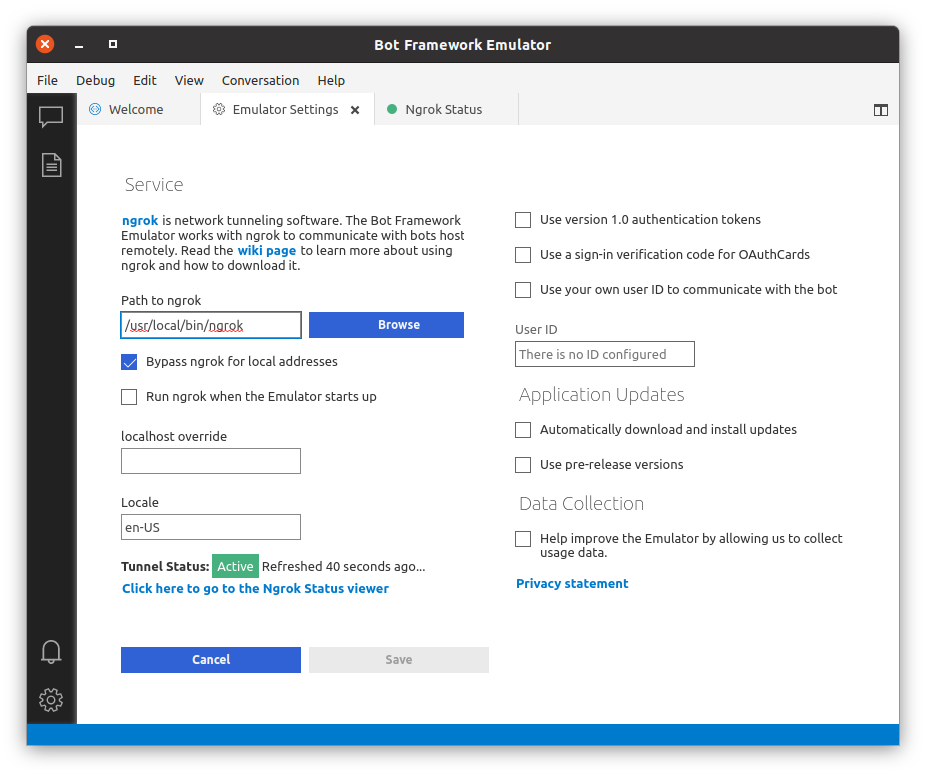 Bot Framework Emulator
File Debug Edit View Conversation Help
Welcome
Emulator Settings
Ngrok Status
Service
ngrok is network tunneling software. The Bot Framework
Emulator works with ngrok to communicate with bots host
remotely. Read the wiki page to learn more about using
ngrok and how to download it.
Path to ngrok
/usr/local/bin/ngrok
Browse
Bypass ngrok for local addresses
Run ngrok when the Emulator starts up
localhost override
Locale
en-US
Tunnel Status: Active Refreshed 40 seconds ago...
Click here to go to the Ngrok Status viewer
Use version 1.0 authentication tokens
Use a sign-in verification code for OAuthCards
Use your own user ID to communicate with the bot
User ID
There is no ID configured
Application Updates
Automatically download and install updates
Use pre-release versions
Data Collection
Help improve the Emulator by allowing us to collect
usage data.
Privacy statement
Cancel
Save